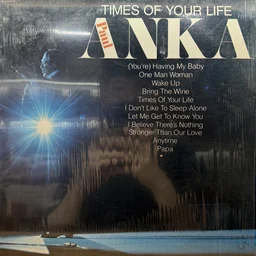 TIMES OF YOUR LIFE
Paul
ANKA
(You're) Having My Baby
One Man Woman
Wake Up
Bring The Wine
Times Of Your Life
I Don't Like To Sleep Alone
Let Me Get To Know You
I Believe There's Nothing
Stronger Than Our Love
Anytime
Papa